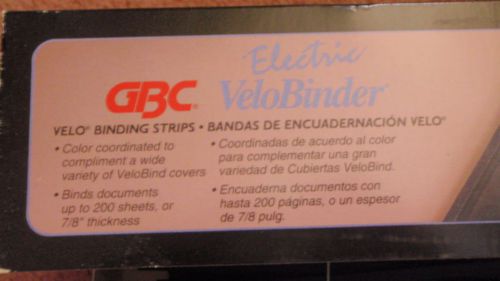 Electric
GBC® VeloBinder
VELO® BINDING STRIPS • BANDAS DE ENCUADERNACIÓN VELO®
• Color coordinated to
compliment a wide
variety of VeloBind covers
• Binds documents
up to 200 sheets, or
7/8" thickness
• Coordinadas de acuerdo al color
para complementar una gran
variedad de Cubiertas VeloBind.
• Encuaderna documentos con
hasta 200 páginas, o un espesor
de 7/8 pulg.